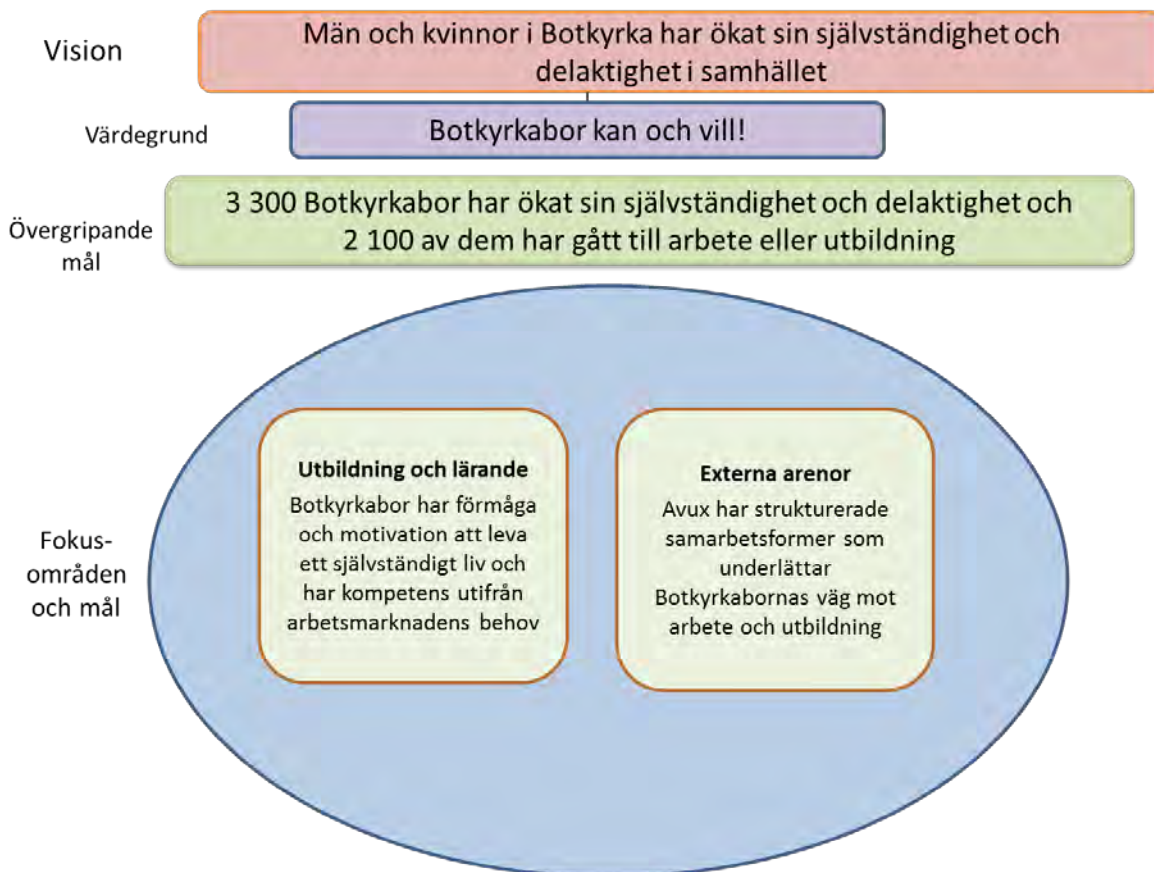 Vision
Män och kvinnor i Botkyrka har ökat sin självständighet och
delaktighet i samhället
Värdegrund
Botkyrkabor kan och vill!
Övergripande
mål
3 300 Botkyrkabor har ökat sin självständighet och delaktighet och
2 100 av dem har gått till arbete eller utbildning
Fokus-
områden
och mål
Utbildning och lärande
Botkyrkabor har förmåga
och motivation att leva
ett självständigt liv och
har kompetens utifrån
arbetsmarknadens behov
Externa arenor
Avux har strukturerade
samarbetsformer som
underlättar
Botkyrkabornas väg mot
arbete och utbildning